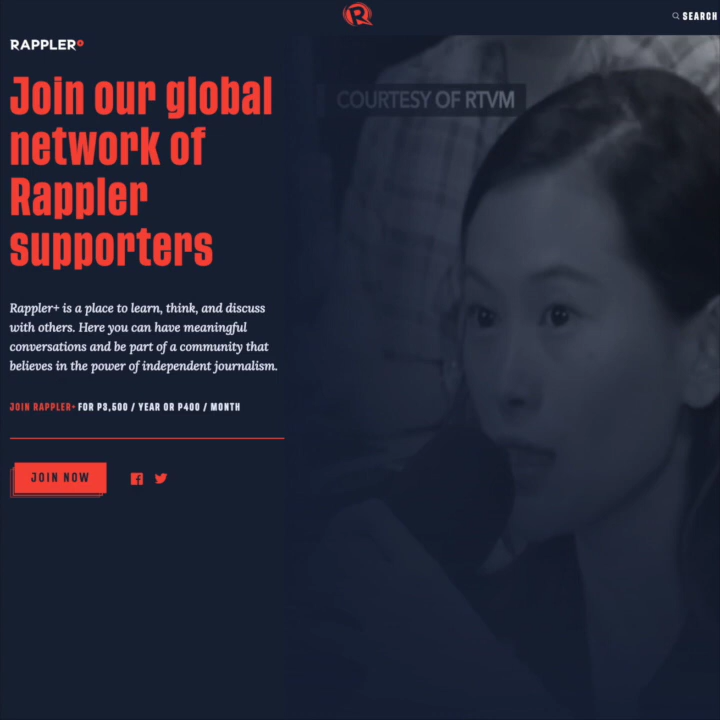 SEARCH
RAPPLER+
COURTESY OF RTVM
Join our global
network of
Rappler
supporters
Rappler+ is a place to learn, think, and discuss
with others. Here you can have meaningful
conversations and be part of a community that
believes in the power of independent journalism.
JOIN RAPPLER+ FOR P3,500 / YEAR OR P400 / MONTH
JOIN NOW